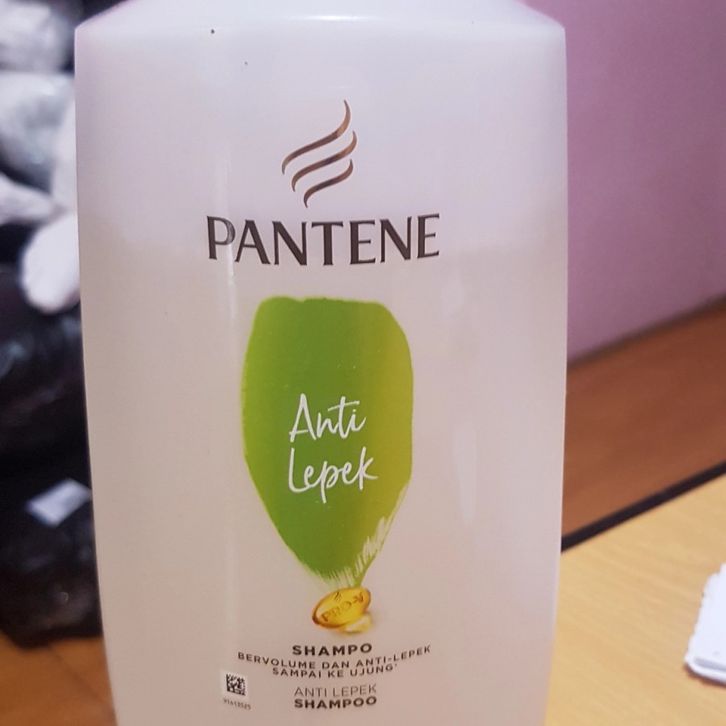 PANTENE
Anti
Lepek
PRO-V
SHAMPO
BERVOLUME DAN ANTI-LEPEK
SAMPAI KE UJUNG*
ANTI LEPEK
SHAMPOO